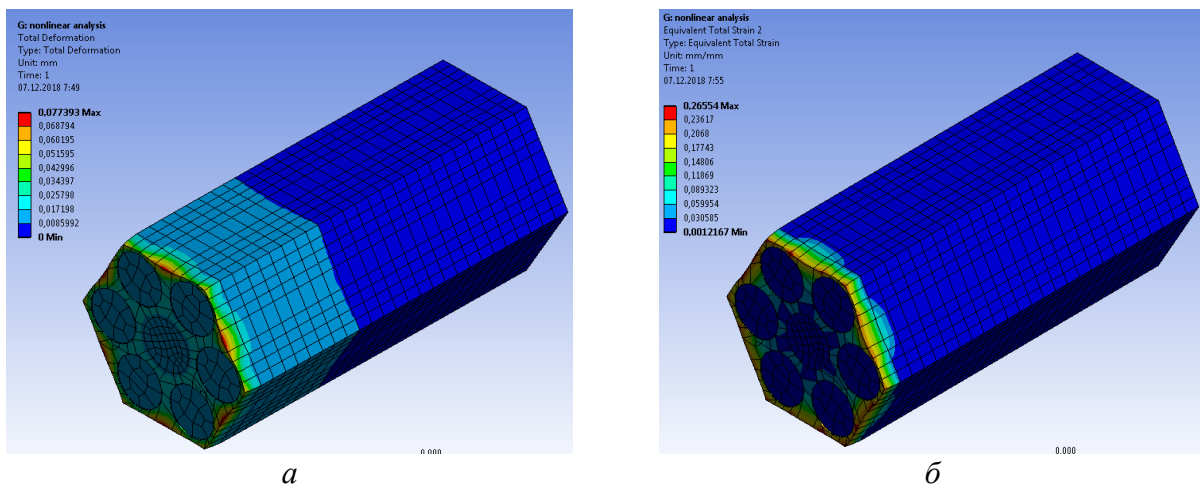 G: nonlinear analysis
Total Deformation
Type: Total Deformation
Unit: mm
Time: 1
07.12.2018 7:49
0,077393 Max
0,068794
0,060195
0,051595
0,042996
0,034397
0,025798
0,017198
0,0085992
0 Min
0.000
а
G: nonlinear analysis
Equivalent Total Strain 2
Type: Equivalent Total Strain
Unit: mm/mm
Time: 1
07.12.2018 7:55
0,26554 Max
0,23617
0,2068
0,17743
0,14806
0,11869
0,089323
0,059954
0,030585
0,0012167 Min
0.000
б